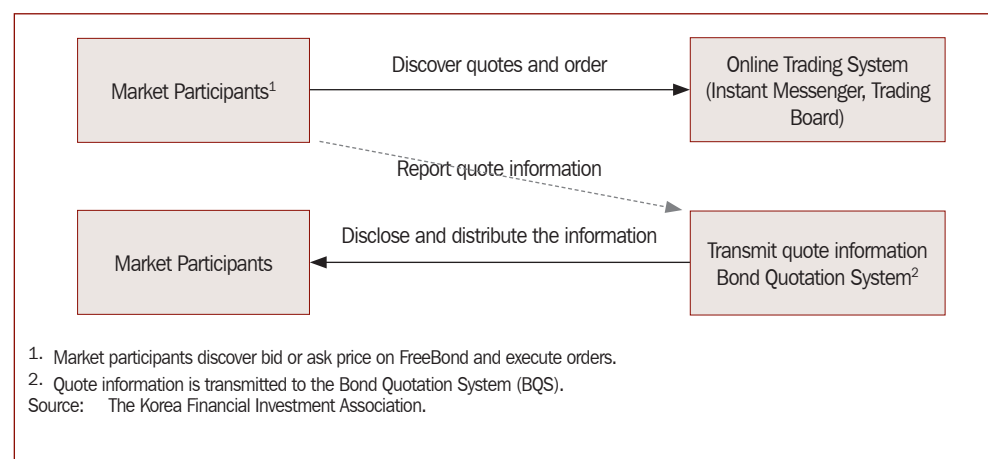 Market Participants1
Discover quotes and order
Online Trading System
(Instant Messenger, Trading
Board)
Report quote information
Market Participants
Disclose and distribute the information
Transmit quote information
Bond Quotation System2
1. Market participants discover bid or ask price on FreeBond and execute orders.
2. Quote information is transmitted to the Bond Quotation System (BQS).
Source: The Korea Financial Investment Association.